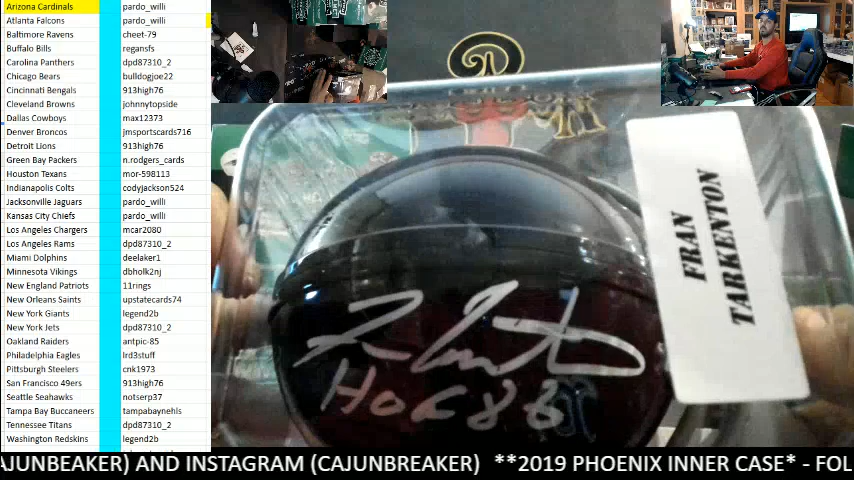 Arizona Cardinals pardo_willi
Atlanta Falcons pardo_willi
Baltimore Ravens cheet-79
Buffalo Bills regansfs
Carolina Panthers dpd87310_2
Chicago Bears bulldogjoe22
Cincinnati Bengals 913high76
Cleveland Browns johnnytopside
Dallas Cowboys max12373
Denver Broncos jmsportscards716
Detroit Lions 913high76
Green Bay Packers n.rodgers_cards
Houston Texans mor-598113
Indianapolis Colts codyjackson524
Jacksonville Jaguars pardo_willi
Kansas City Chiefs pardo_willi
Los Angeles Chargers mcar2080
Los Angeles Rams dpd87310_2
Miami Dolphins deelaker1
Minnesota Vikings dbholk2nj
New England Patriots 11rings
New Orleans Saints upstatecards74
New York Giants legend2b
New York Jets dpd87310_2
Oakland Raiders antpic-85
Philadelphia Eagles lrd3stuff
Pittsburgh Steelers cnk1973
San Francisco 49ers 913high76
Seattle Seahawks notserp37
Tampa Bay Buccaneers tampabaynehls
Tennessee Titans dpd87310_2
Washington Redskins legend2b
FRAN
TARKENTON
HOF 86
AJUNBEAKER) AND INSTAGRAM (CAJUNBREAKER) **2019 PHOENIX INNER CASE* - FOL